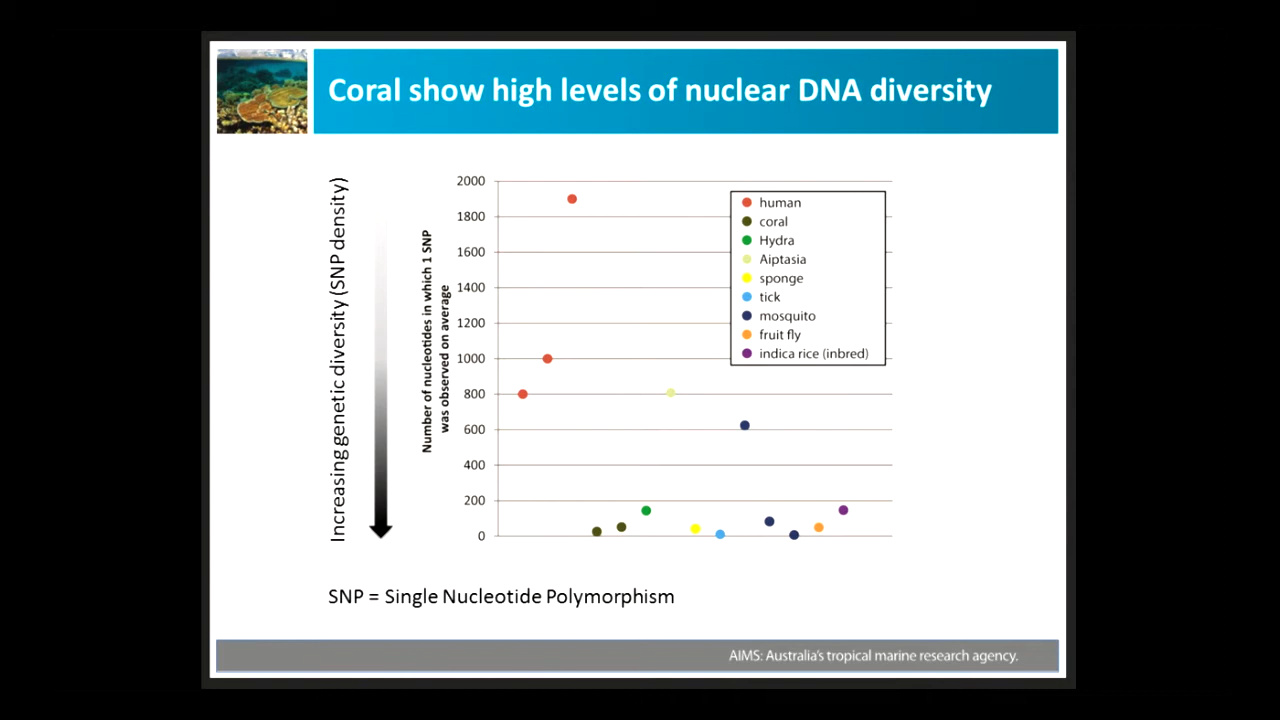 Coral show high levels of nuclear DNA diversity
Increasing genetic diversity (SNP density)
Number of nucleotides in which 1 SNP
was observed on average
2000
1800
1600
1400
1200
1000
800
600
400
200
0
human
coral
Hydra
Aiptasia
sponge
tick
mosquito
fruit fly
indica rice (inbred)
SNP = Single Nucleotide Polymorphism
AIMS: Australia's tropical marine research agency.